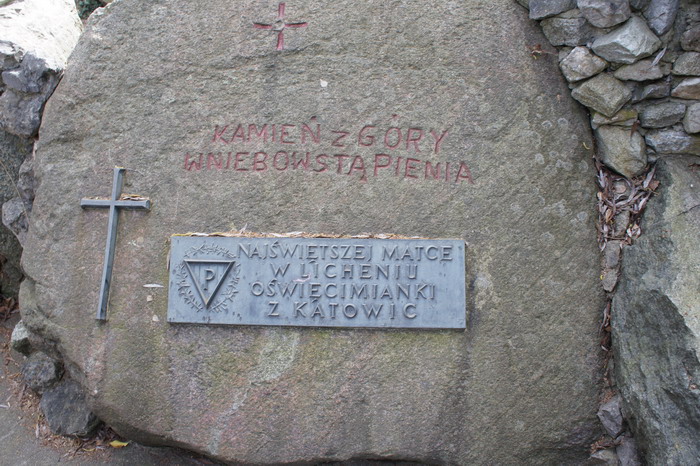 KAMIEŃ Z GÓRY
WNIEBOWSTĄPIENIA
P
NAJŚWIĘTSZEJ MATCE
W LICHENIU
OŚWIĘCIMIANKI
Z KATOWIC